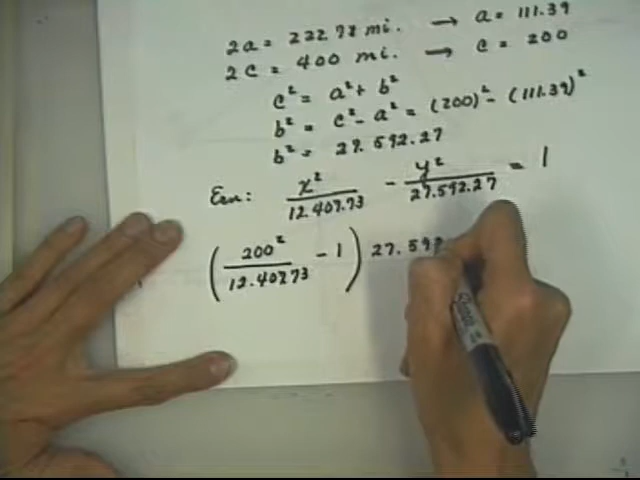 2a = 222.78 mi. → a = 111.39
2c = 400 mi. → c = 200
c² = a² + b²
b² = c² - a² = (200)² - (111.39)²
b² = 27.592.27
Ecn: x²/12.407.73 - y²/27.592.27 = 1
(200²/12.407.73 - 1) 27.592